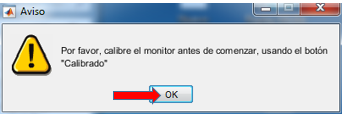 Aviso
Por favor, calibre el monitor antes de comenzar, usando el botón
"Calibrado"
OK